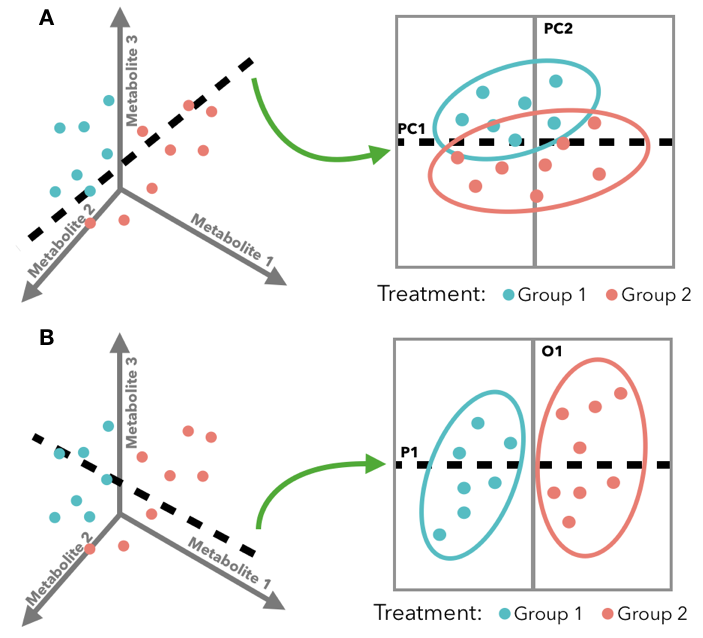 A
Metabolite 3
Metabolite 2
Metabolite 1
PC2
PC1
Treatment: Group 1 Group 2
B
Metabolite 3
Metabolite 2
Metabolite 1
O1
P1
Treatment: Group 1 Group 2